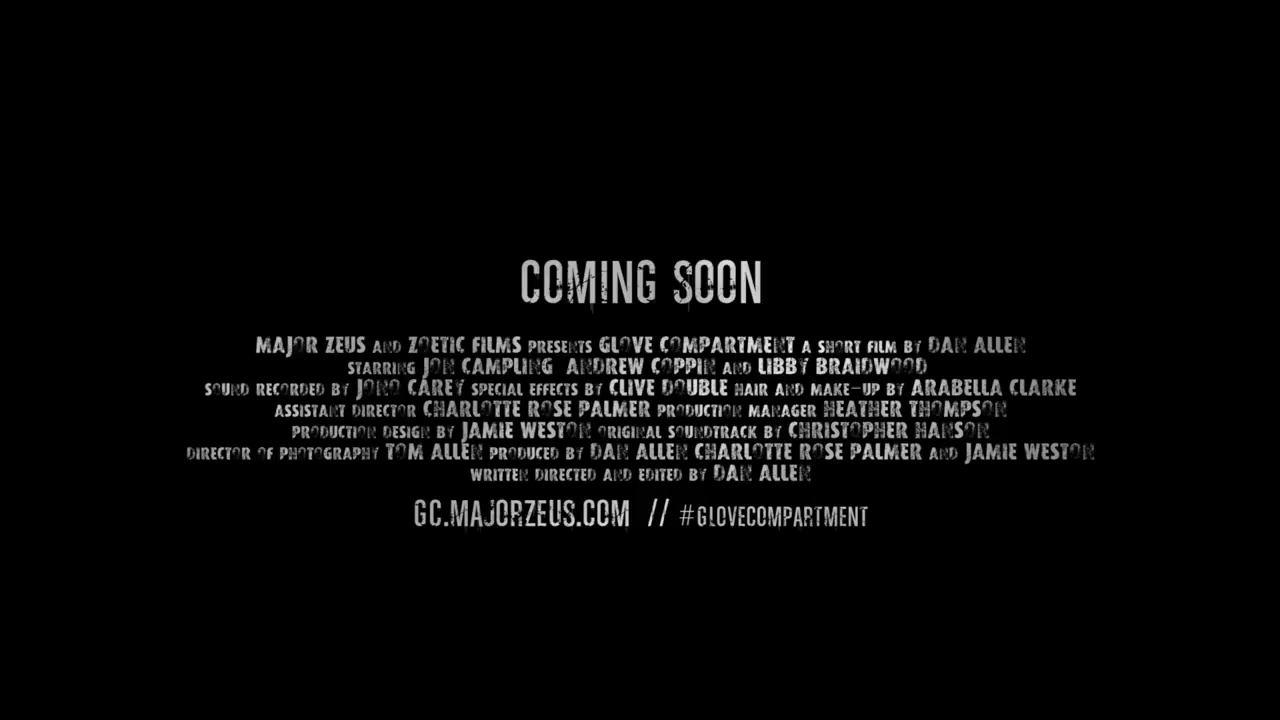 COMING SOON
MAJOR ZEUS AND ZOETIC FILMS PRESENTS GLOVE COMPARTMENT A SHORT FILM BY DAN ALLEN
STARRING JON CAMPLING ANDREW COPPIN AND LIBBY BRAIDWOOD
SOUND RECORDED BY JONO CAREY SPECIAL EFFECTS BY CLIVE DOUBLE HAIR AND MAKE-UP BY ARABELLA CLARKE
ASSISTANT DIRECTOR CHARLOTTE ROSE PALMER PRODUCTION MANAGER HEATHER THOMPSON
PRODUCTION DESIGN BY JAMIE WESTON ORIGINAL SOUNDTRACK BY CHRISTOPHER HANSON
DIRECTOR OF PHOTOGRAPHY TOM ALLEN PRODUCED BY DAN ALLEN CHARLOTTE ROSE PALMER AND JAMIE WESTON
WRITTEN DIRECTED AND EDITED BY DAN ALLEN
GC.MAJORZEUS.COM // #GLOVECOMPARTMENT